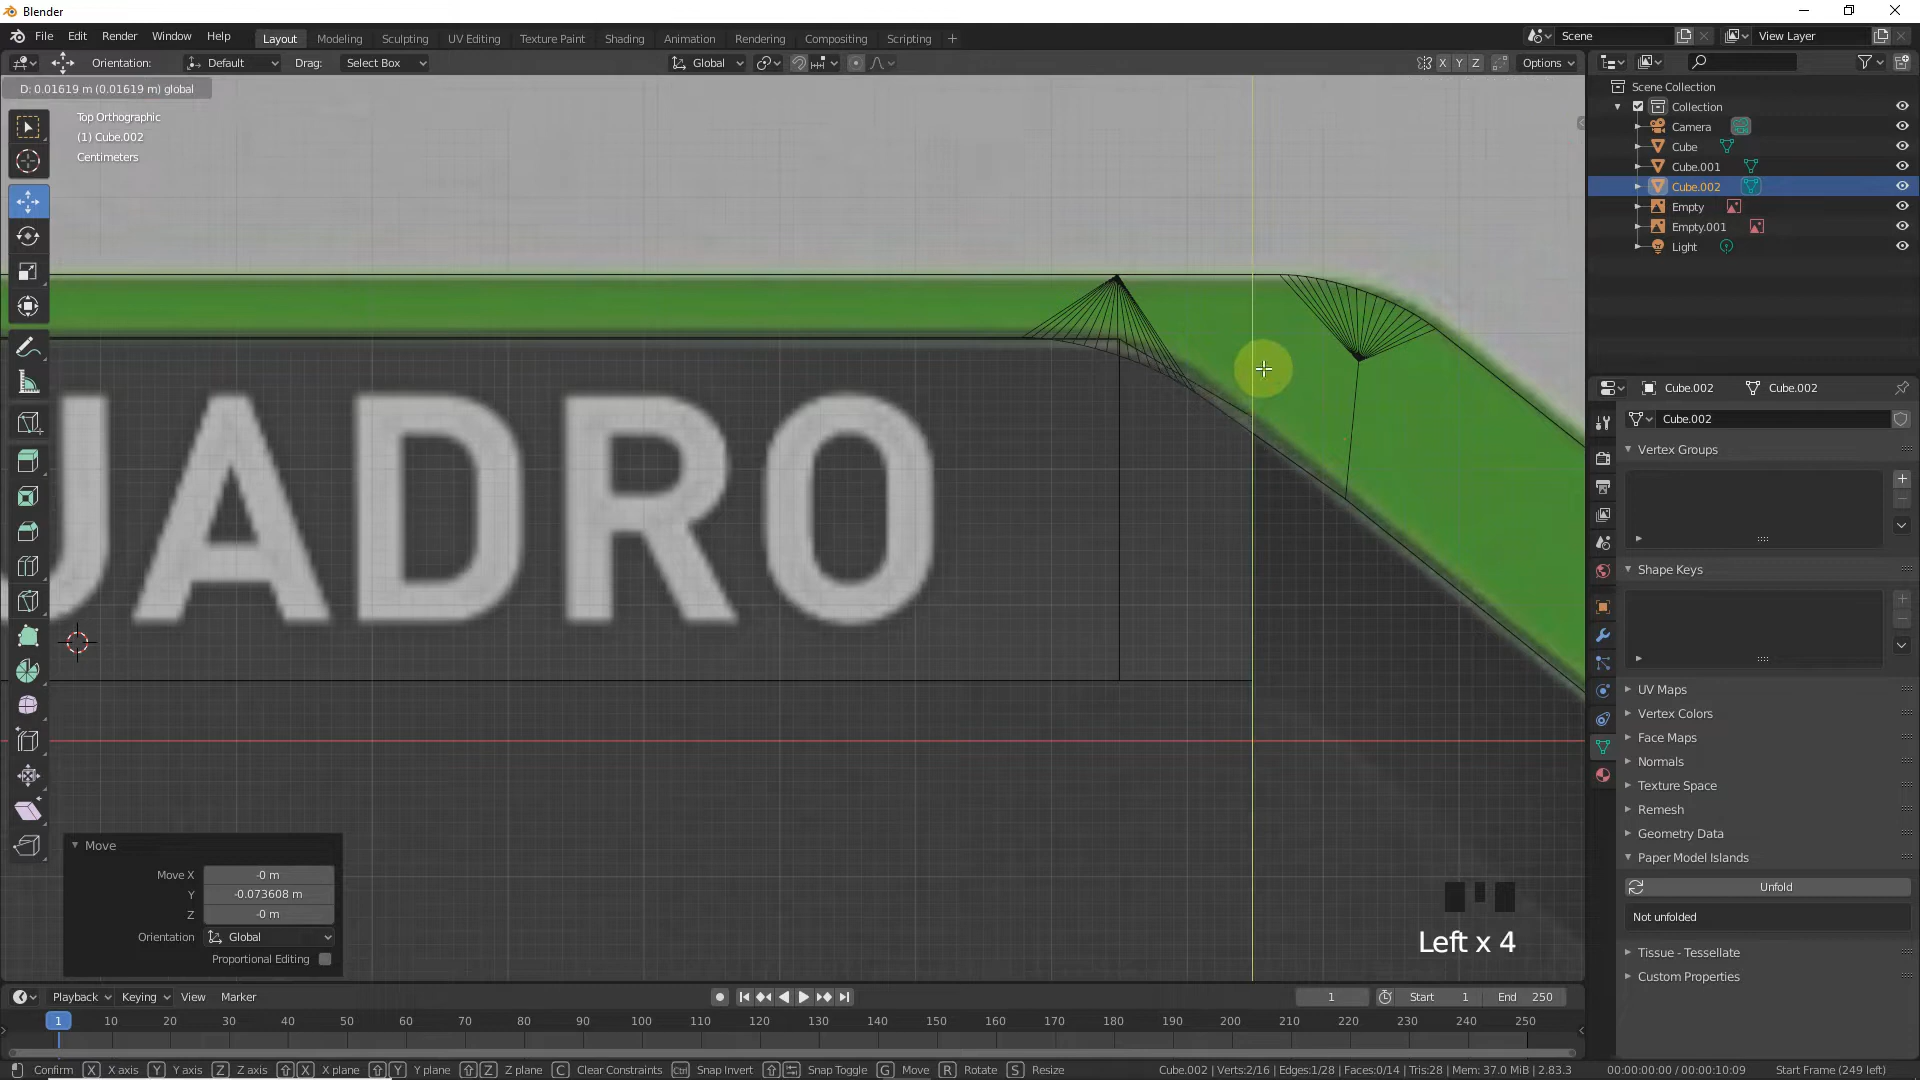 Blender
File Edit Render Window Help
Layout Modeling Sculpting UV Editing Texture Paint Shading Animation Rendering Compositing Scripting +
Scene
View Layer
Orientation: Default Drag: Select Box
Global
X Y Z Options
D: 0.01619 m (0.01619 m) global
Top Orthographic
(1) Cube.002
Centimeters
Scene Collection
Collection
Camera
Cube
Cube.001
Cube.002
Empty
Empty.001
Light
UADRO
Cube.002 Cube.002
Cube.002
Vertex Groups
Shape Keys
UV Maps
Vertex Colors
Face Maps
Normals
Texture Space
Remesh
Geometry Data
Paper Model Islands
Unfold
Not unfolded
Tissue - Tessellate
Custom Properties
Move
Move X -0 m
Y -0.073608 m
Z -0 m
Orientation Global
Proportional Editing
Left x 4
Playback Keying View Marker
1 Start 1 End 250
1 10 20 30 40 50 60 70 80 90 100 110 120 130 140 150 160 170 180 190 200 210 220 230 240 250
Confirm X X axis Y Y axis Z Z axis X X plane Y Y plane Z Z plane C Clear Constraints Ctrl Snap Invert Snap Toggle G Move R Rotate S Resize
Cube.002 | Verts:2/16 | Edges:1/28 | Faces:0/14 | Tris:28 | Mem: 37.0 MiB | 2.83.3
00:00:00:00 / 00:00:10:09
Start Frame (249 left)